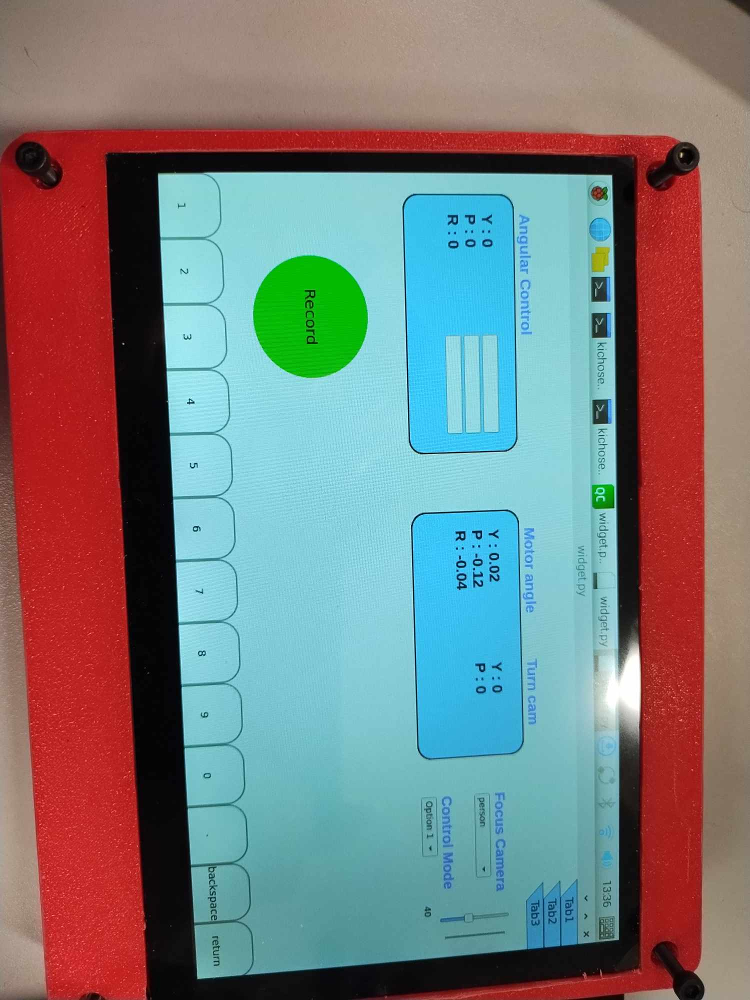 kichose..
kichose..
QC
widget.p..
widget.py
13:36
widget.py
Tab1
Tab2
Tab3
Angular Control
Y : 0
P : 0
R : 0
Motor angle
Y : 0.02
P : -0.12
R : -0.04
Turn cam
Y : 0
P : 0
Focus Camera
person
Control Mode
Option 1
40
Record
1
2
3
4
5
6
7
8
9
0
.
backspace
return